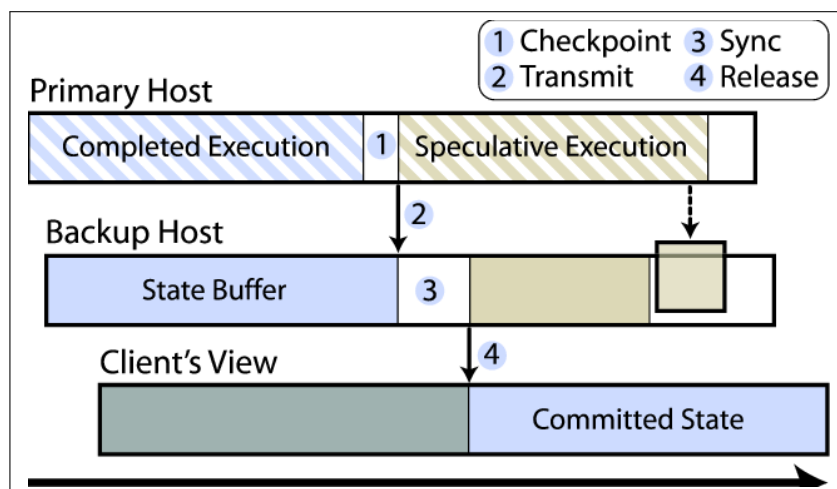 1 Checkpoint 3 Sync
2 Transmit 4 Release
Primary Host
Completed Execution 1 Speculative Execution
2
Backup Host
State Buffer 3
4
Client's View
Committed State